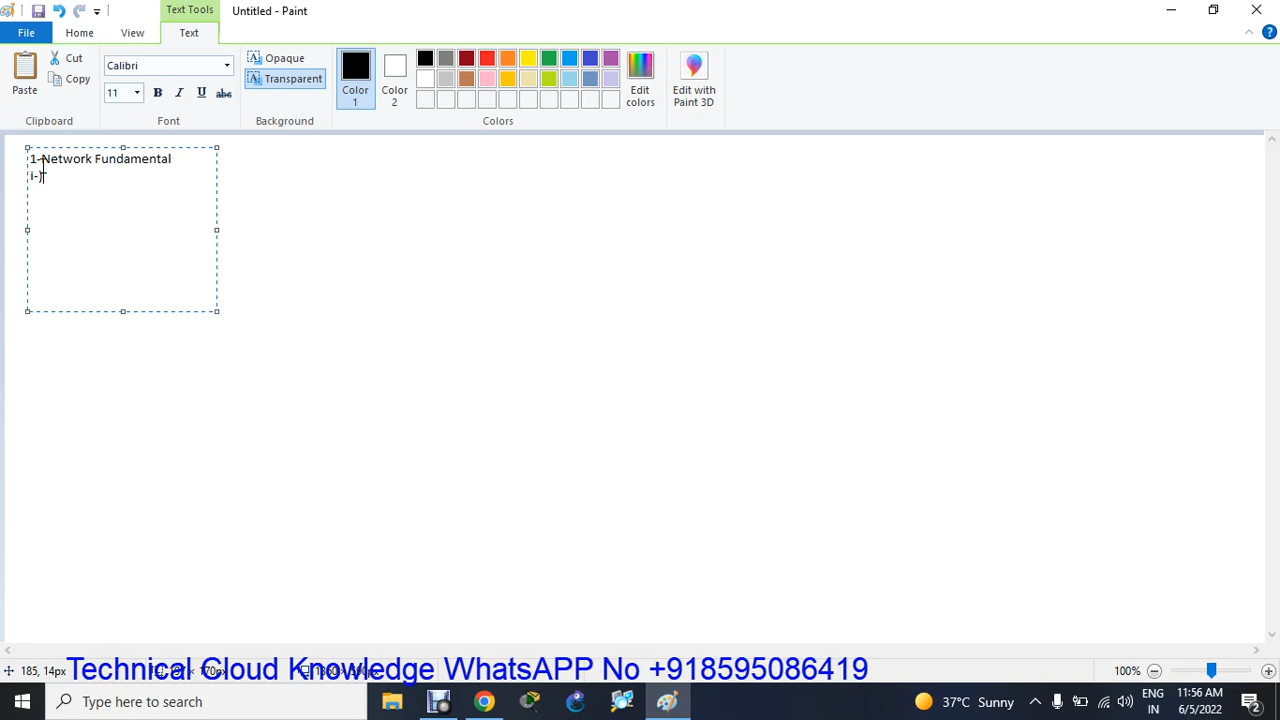 Text Tools
Untitled - Paint
File
Home
View
Text
Paste
Cut
Copy
Clipboard
Calibri
11
B I U abc
Font
Opaque
Transparent
Background
Color 1
Color 2
Edit colors
Colors
Edit with Paint 3D
1-Network Fundamental
i-)
185, 14px
100%
Technical Cloud Knowledge WhatsAPP No +918595086419
Type here to search
37°C Sunny
ENG
IN
11:56 AM
6/5/2022
2